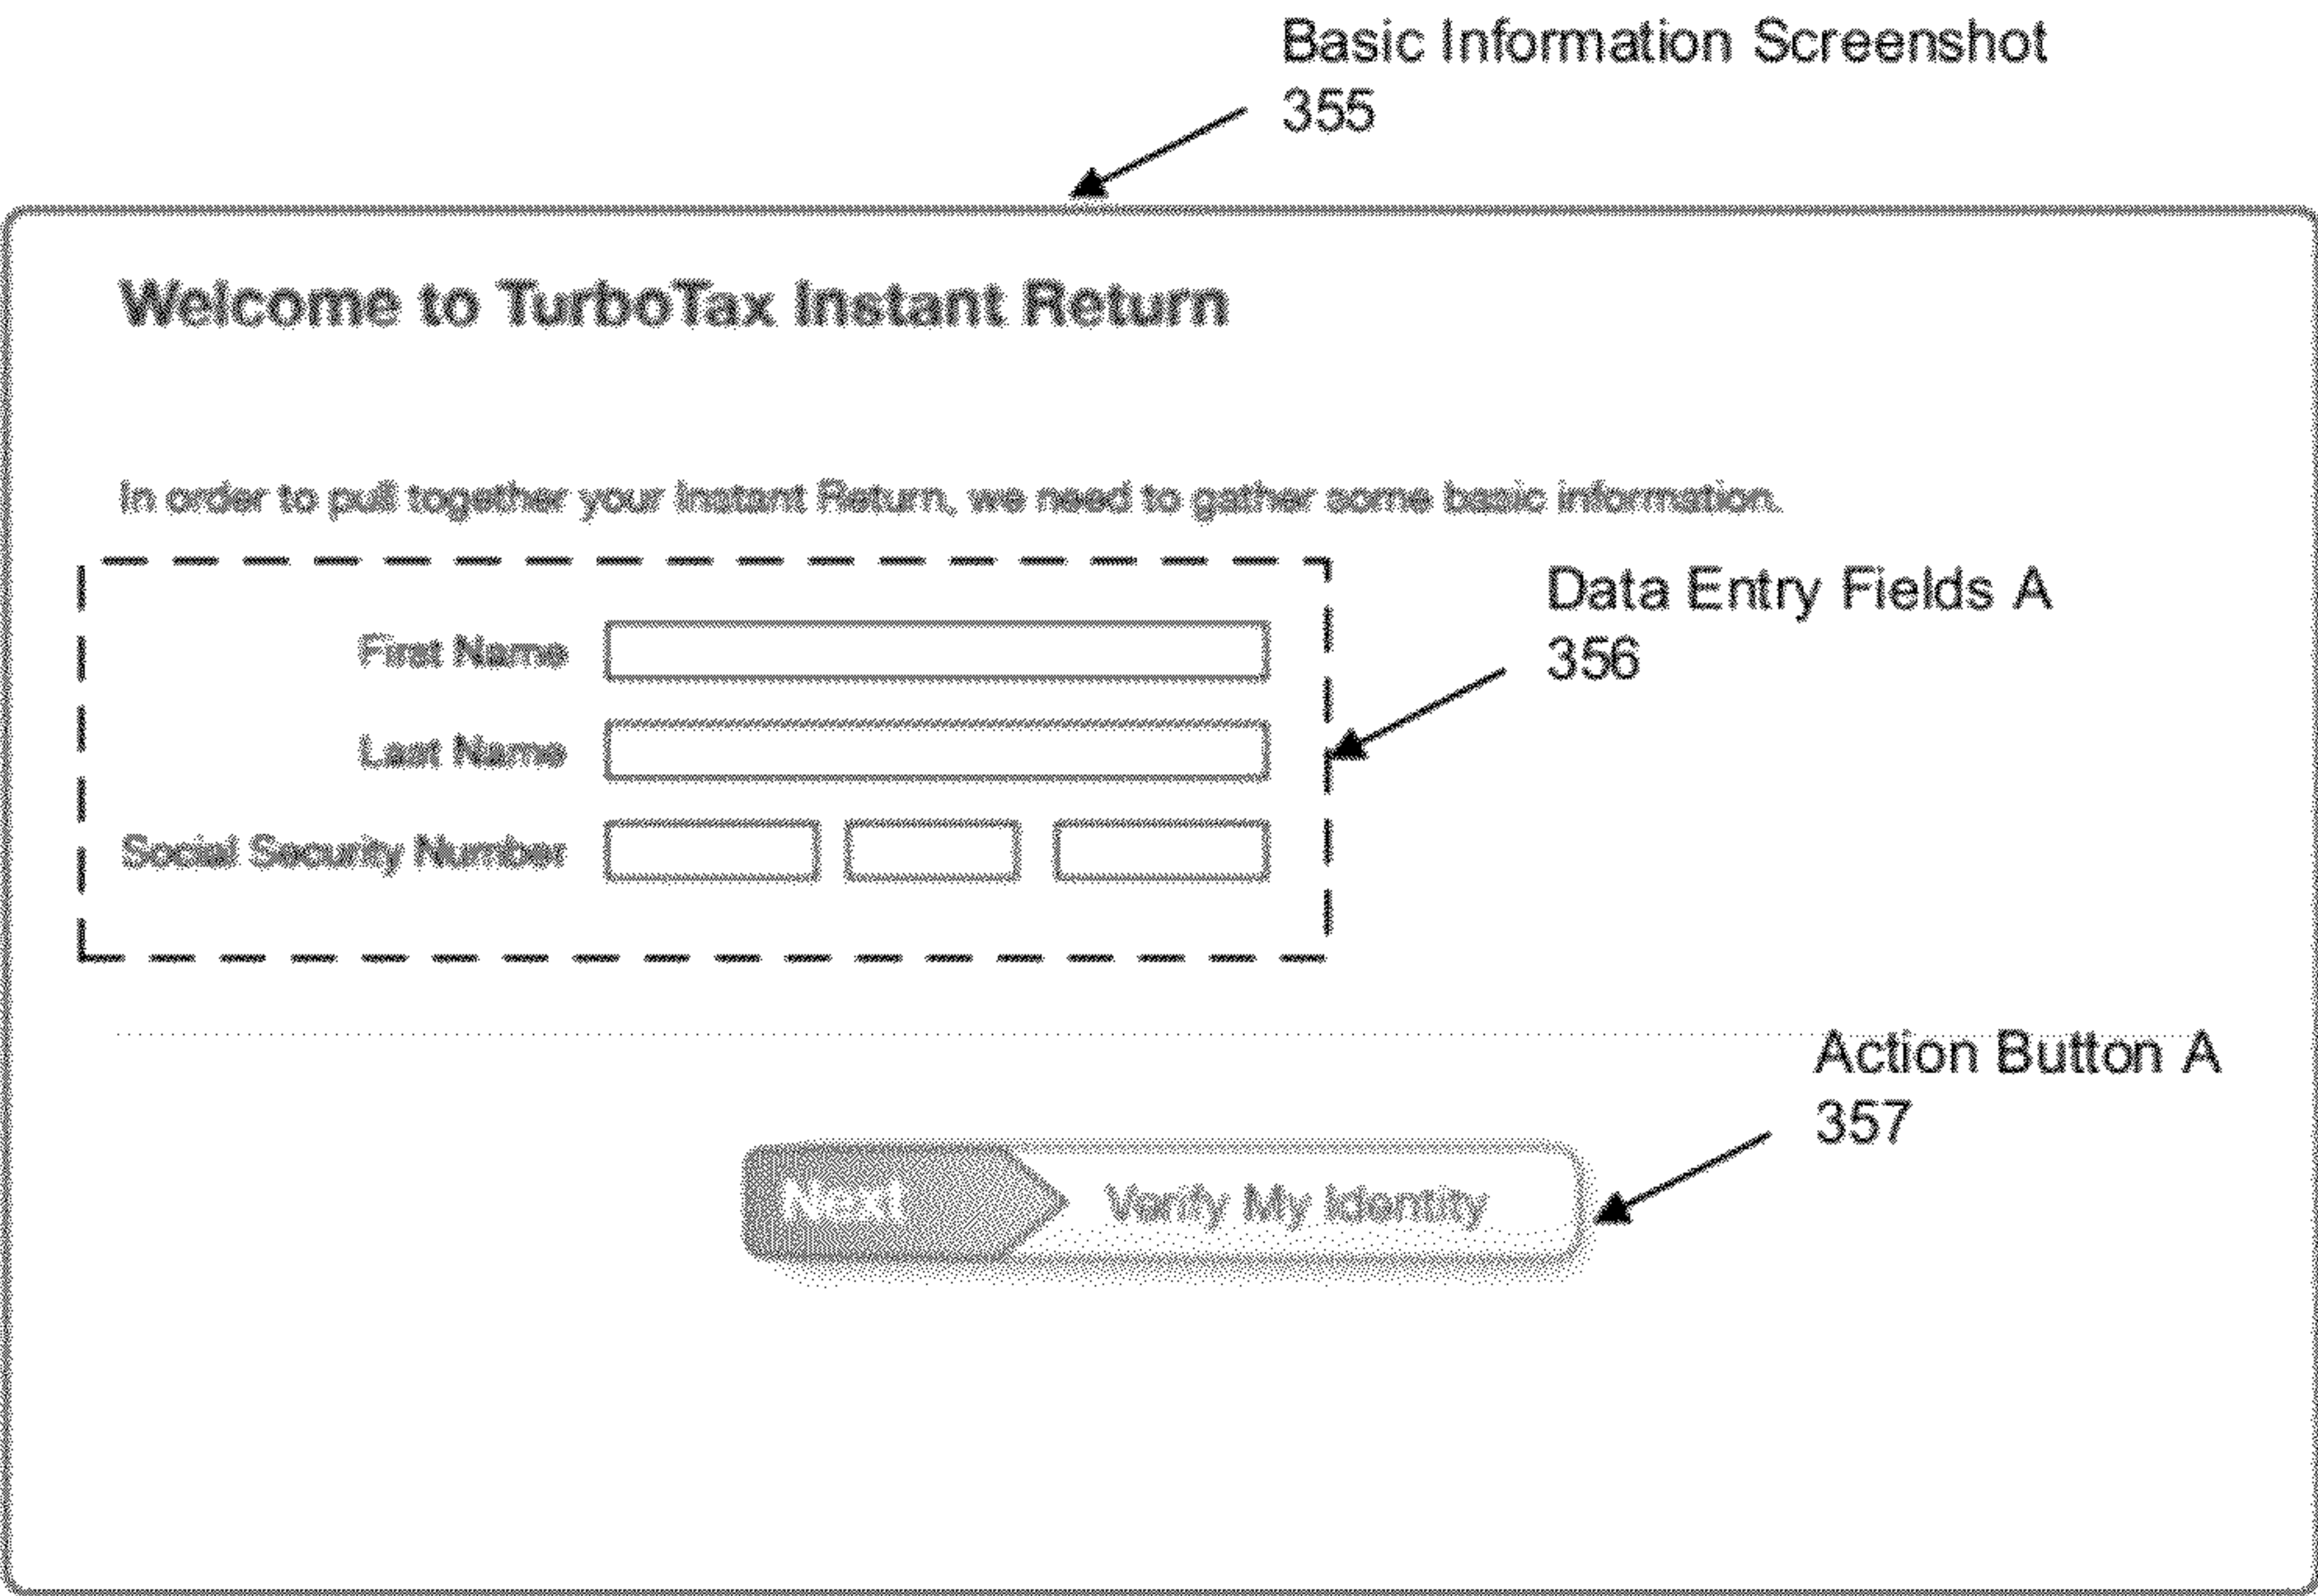 Basic Information Screenshot
355
Welcome to TurboTax Instant Return
In order to pull together your Instant Return, we need to gather some basic information.
Data Entry Fields A
356
First Name
Last Name
Social Security Number
Action Button A
357
Next
Verify My Identity